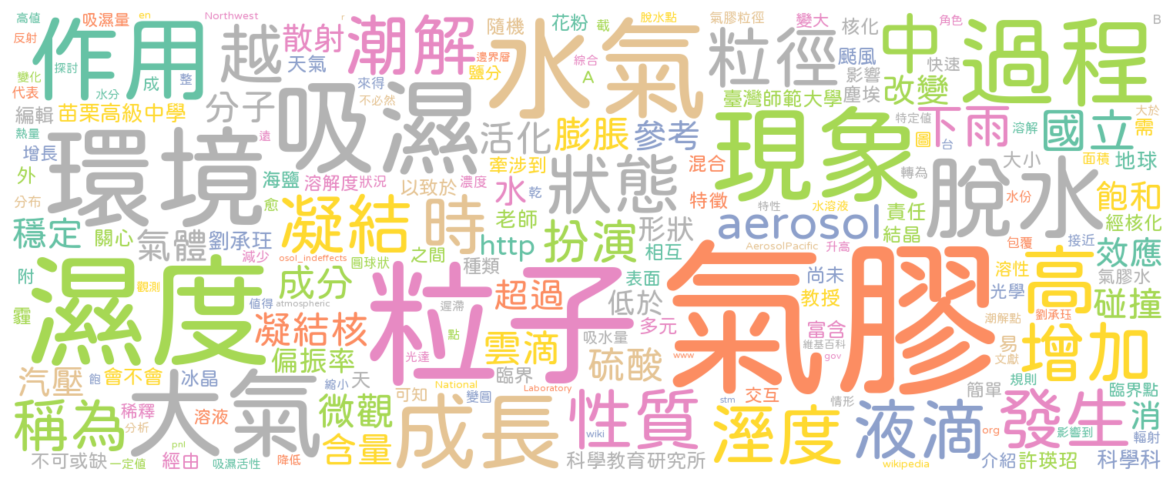 高値 吸濕量 en Northwest 隨機 花粉 截 脫水點 氣膠粒徑 變大 核化 角色 B
反射 作用 越 散射 潮解 水氣 粒徑 颱風 中 過程
探討 天氣 邊界層 綜合 影響 快速
變化 成 整 來得 鹽分 A 塵埃 改變
代表 水分 不必然 臺灣師範大學 大於
編輯 苗栗高級中學 分子 吸濕 活化 膨脹 參考 特定值 下雨 溶解 國立 需
熱量 環境 遠 現象 圖 台
增長 牽涉到 混合 大小 面積 地球
外 海鹽 溶解度 狀況 以致於 濃度 水 乾 狀態 特徵 轉為 脫水 水份 飽和
分布 愈 凝結 時 老師 特性 水溶液 責任 經核化
穩定 關心 氣體 劉承珏 http 扮演 形狀 aerosol 結晶
減少 osol_indeffects 之間 相互 AerosolPacific 升高 包覆 接近 效應
附 圓球狀 種類 表面 尚未 溶性 氣膠水
濕度 觀測 成分 值得 atmospheric 粒子 超過 低於 氣膠 教授 光學 高 碰撞
霾 凝結核 遲滯 點 多元 富含 劉承珏 潮解點
偏振率 光達 雲滴 吸水量 www 維基百科 gov 易 文獻 增加
汽壓 飽 會不會 冰晶 縮小 天 臨界 硫酸 簡單 規則
大氣 可知 National 變圓 Laboratory 交互 stm 情形 臨界點
稱為 稀釋 溶液 微觀 成長 性質 溼度 液滴 發生 消
分析 pnl wiki org 影響到 輻射
不可或缺 一定值 經由 吸濕活性 降低 含量 科學教育研究所 wikipedia 介紹 許瑛玿 科學科